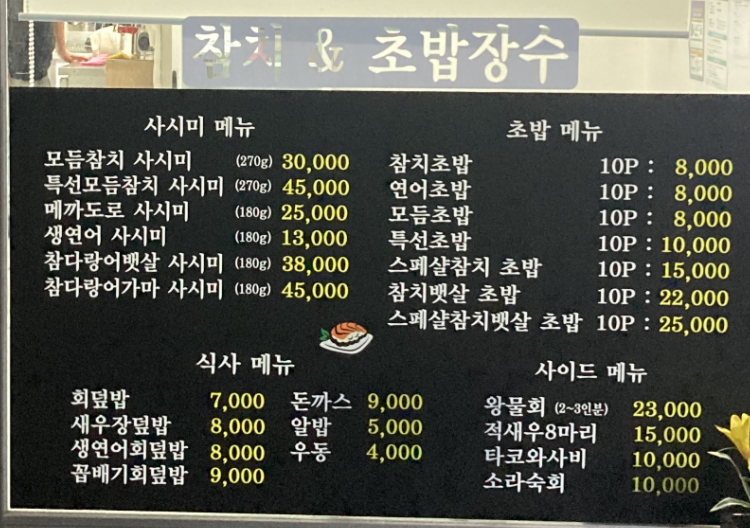 참치 & 초밥장수
사시미 메뉴
모듬참치 사시미 (270g) 30,000
특선모듬참치 사시미 (270g) 45,000
메까도로 사시미 (180g) 25,000
생연어 사시미 (180g) 13,000
참다랑어뱃살 사시미 (180g) 38,000
참다랑어가마 사시미 (180g) 45,000
초밥 메뉴
참치초밥 10P : 8,000
연어초밥 10P : 8,000
모듬초밥 10P : 8,000
특선초밥 10P : 10,000
스페샬참치 초밥 10P : 15,000
참치뱃살 초밥 10P : 22,000
스페샬참치뱃살 초밥 10P : 25,000
식사 메뉴
회덮밥 7,000
새우장덮밥 8,000
생연어회덮밥 8,000
꼽배기회덮밥 9,000
돈까스 9,000
알밥 5,000
우동 4,000
사이드 메뉴
왕물회 (2~3인분) 23,000
적새우8마리 15,000
타코와사비 10,000
소라숙회 10,000